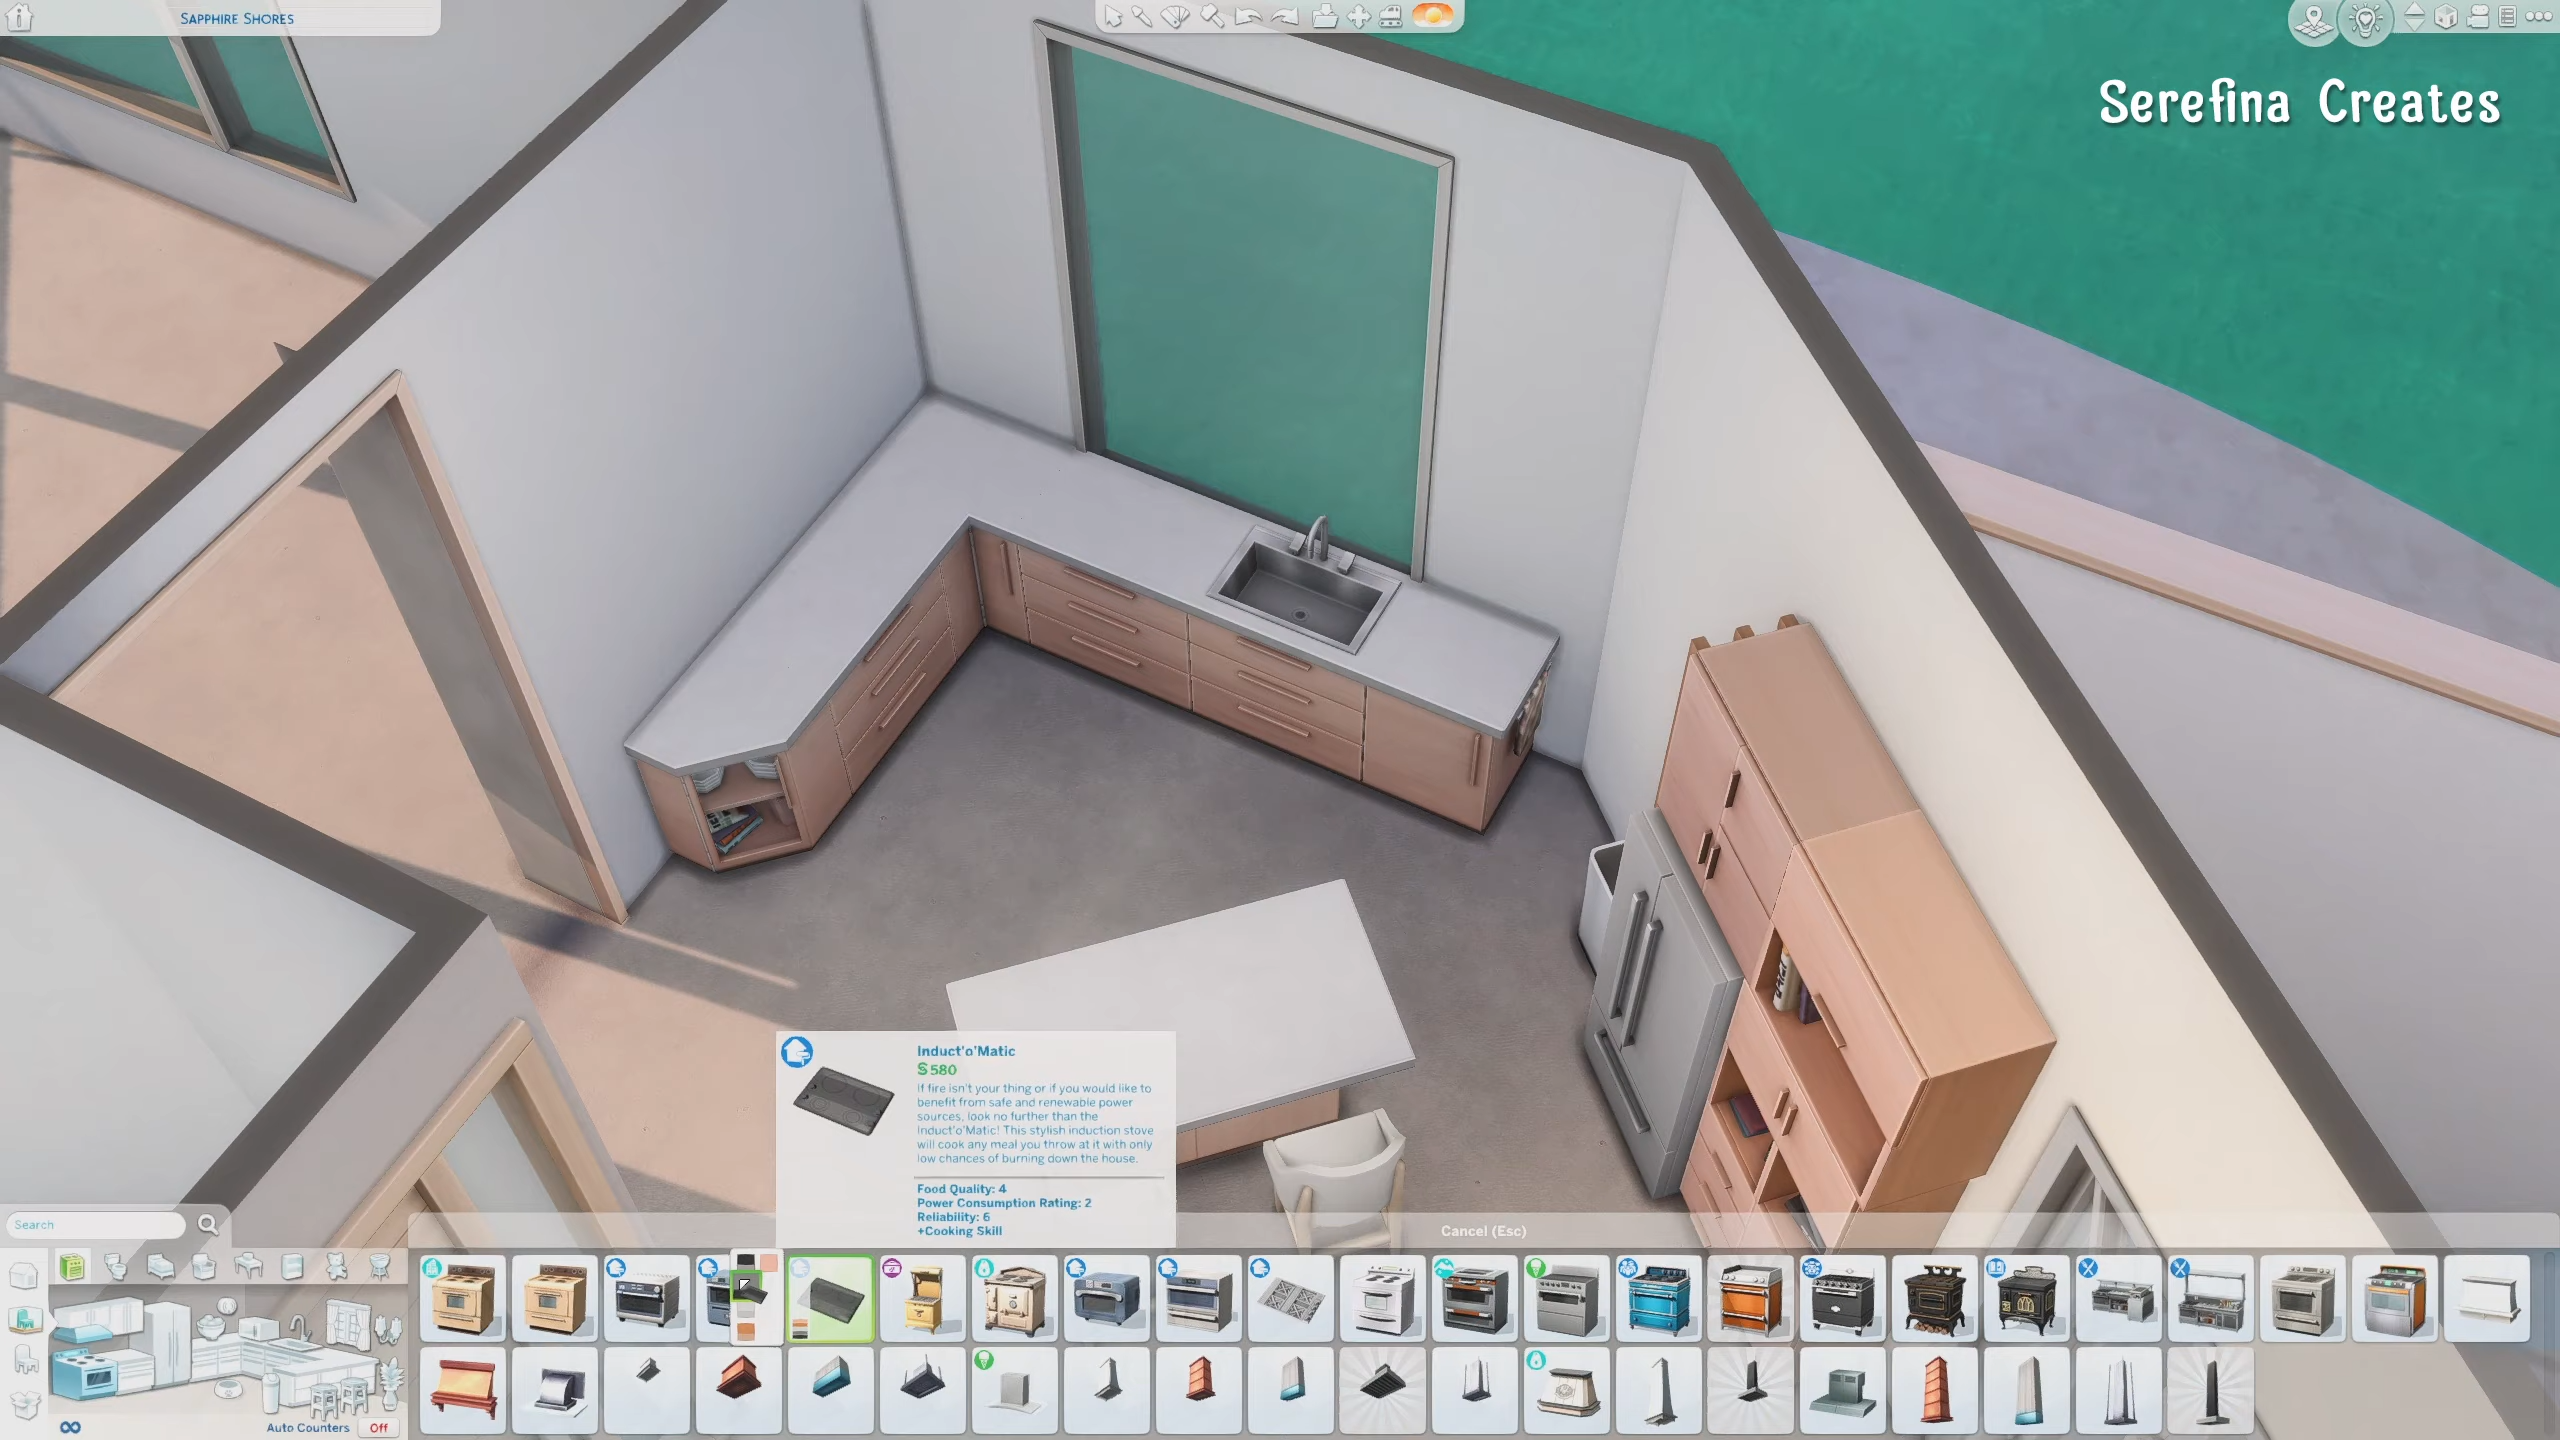 SAPPHIRE SHORES
Serefina Creates
Induct'o'Matic
§580
If fire isn't your thing or if you would like to
benefit from safe and renewable power
sources, look no further than the
Induct'o'Matic! This stylish induction stove
will cook any meal you throw at it with only
low chances of burning down the house.
Food Quality: 4
Power Consumption Rating: 2
Reliability: 6
+Cooking Skill
Search
Cancel (Esc)
Auto Counters Off